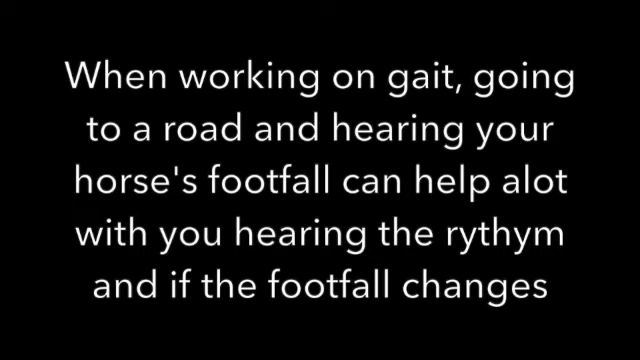 When working on gait, going
to a road and hearing your
horse's footfall can help alot
with you hearing the rythym
and if the footfall changes